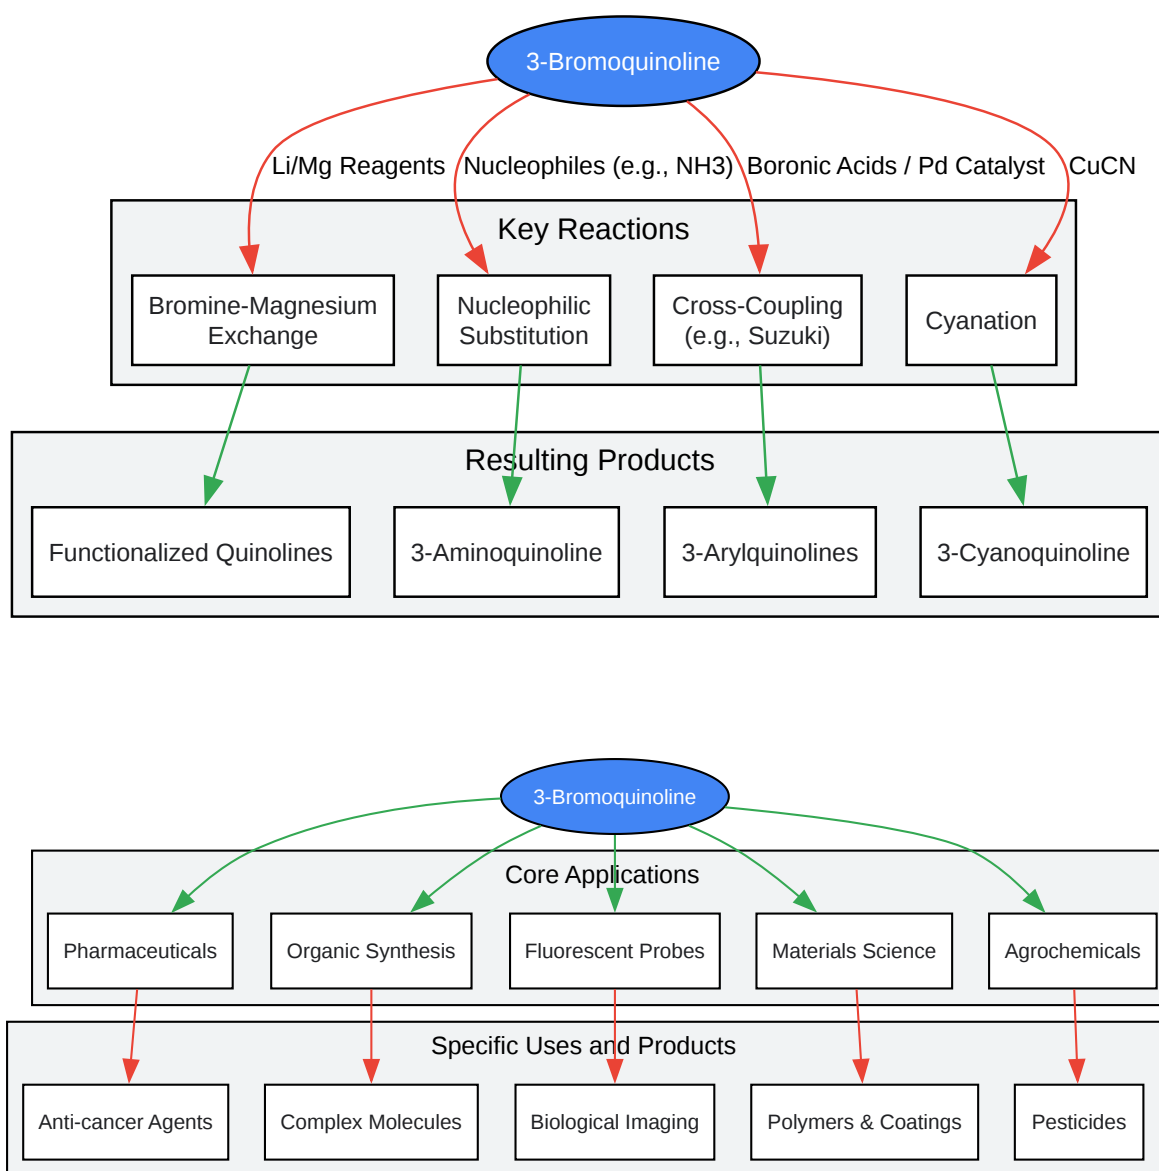 3-Bromoquinoline
Li/Mg Reagents
Nucleophiles (e.g., NH3)
Boronic Acids / Pd Catalyst
CuCN
Key Reactions
Bromine-Magnesium
Exchange
Nucleophilic
Substitution
Cross-Coupling
(e.g., Suzuki)
Cyanation
Resulting Products
Functionalized Quinolines
3-Aminoquinoline
3-Arylquinolines
3-Cyanoquinoline
3-Bromoquinoline
Core Applications
Pharmaceuticals
Organic Synthesis
Fluorescent Probes
Materials Science
Agrochemicals
Specific Uses and Products
Anti-cancer Agents
Complex Molecules
Biological Imaging
Polymers & Coatings
Pesticides